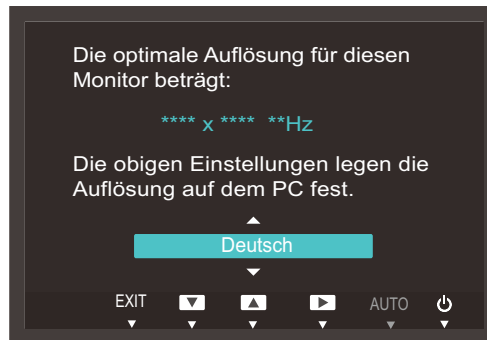 Die optimale Auflösung für diesen
Monitor beträgt:
**** x **** **Hz
Die obigen Einstellungen legen die
Auflösung auf dem PC fest.
Deutsch
EXIT AUTO